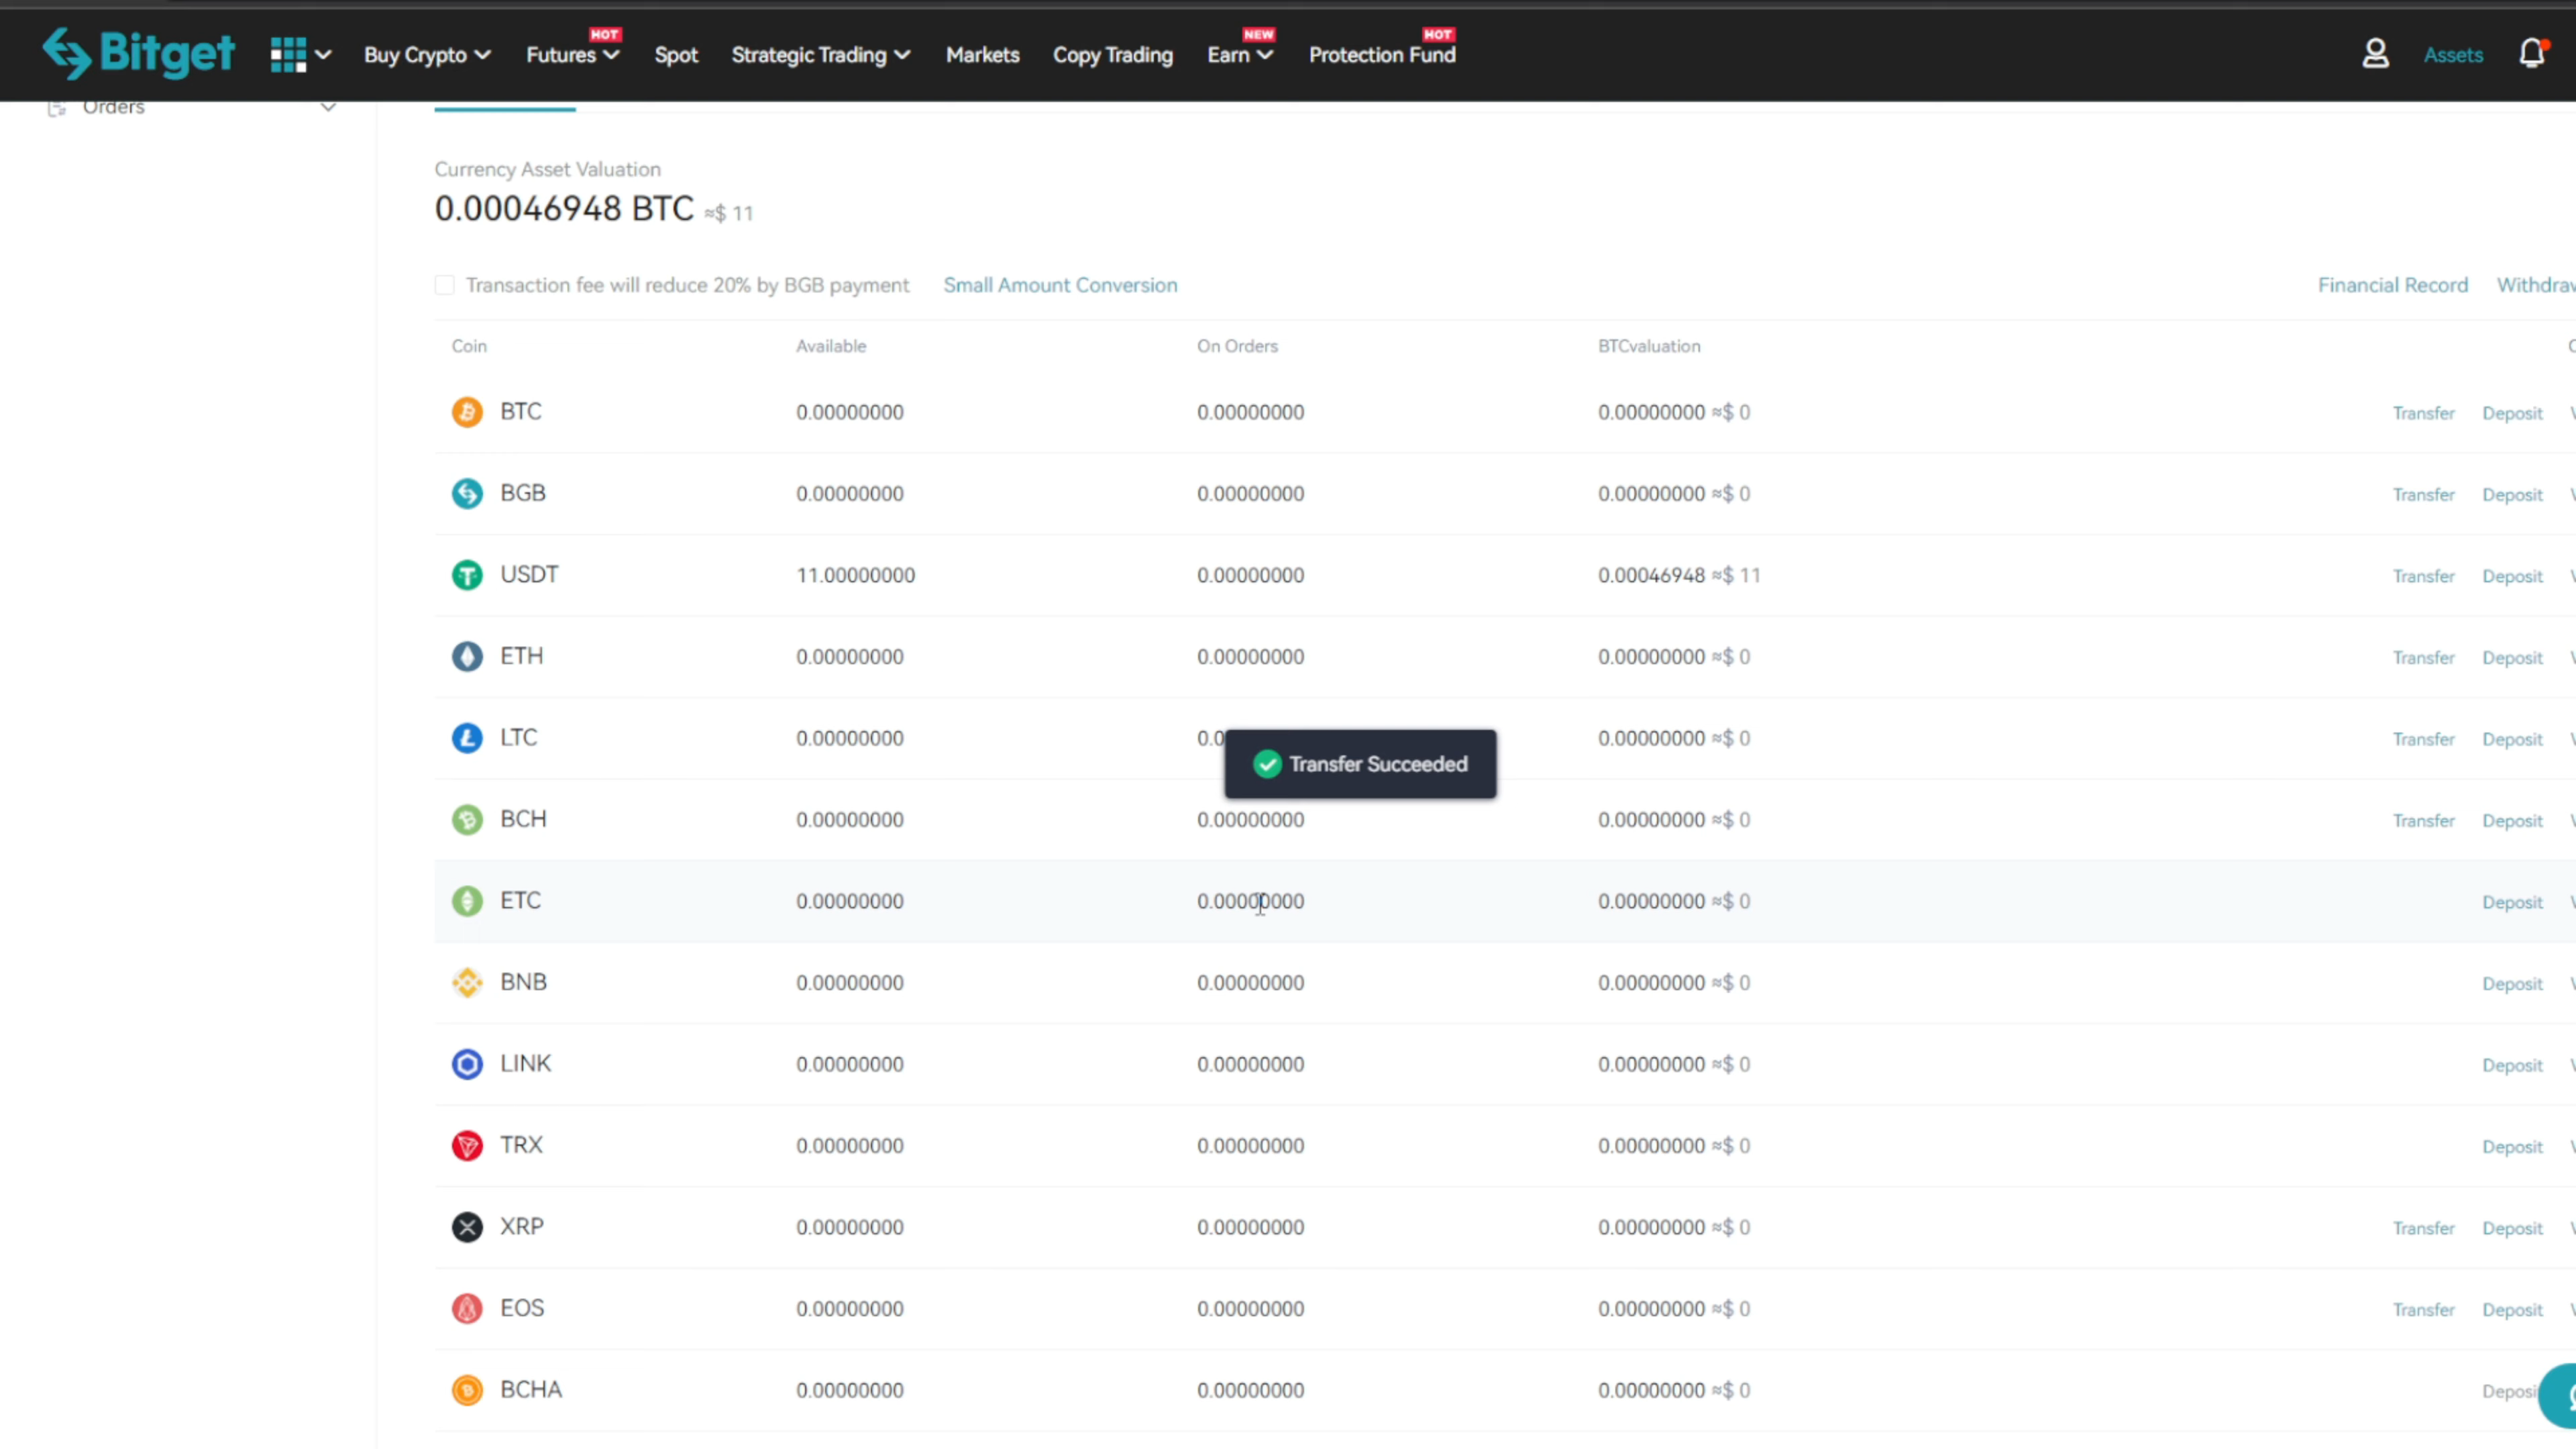 Bitget
Buy Crypto
Futures
HOT
Spot
Strategic Trading
Markets
Copy Trading
Earn
NEW
Protection Fund
HOT
Assets
Orders
Currency Asset Valuation
0.00046948 BTC ≈$ 11
Transaction fee will reduce 20% by BGB payment Small Amount Conversion Financial Record Withdraw
Coin Available On Orders BTCvaluation
BTC 0.00000000 0.00000000 0.00000000 ≈$ 0 Transfer Deposit
BGB 0.00000000 0.00000000 0.00000000 ≈$ 0 Transfer Deposit
USDT 11.00000000 0.00000000 0.00046948 ≈$ 11 Transfer Deposit
ETH 0.00000000 0.00000000 0.00000000 ≈$ 0 Transfer Deposit
LTC 0.00000000 0.0 0.00000000 ≈$ 0 Transfer Deposit
Transfer Succeeded
BCH 0.00000000 0.00000000 0.00000000 ≈$ 0 Transfer Deposit
ETC 0.00000000 0.00000000 0.00000000 ≈$ 0 Deposit
BNB 0.00000000 0.00000000 0.00000000 ≈$ 0 Deposit
LINK 0.00000000 0.00000000 0.00000000 ≈$ 0 Deposit
TRX 0.00000000 0.00000000 0.00000000 ≈$ 0 Deposit
XRP 0.00000000 0.00000000 0.00000000 ≈$ 0 Transfer Deposit
EOS 0.00000000 0.00000000 0.00000000 ≈$ 0 Transfer Deposit
BCHA 0.00000000 0.00000000 0.00000000 ≈$ 0 Deposi